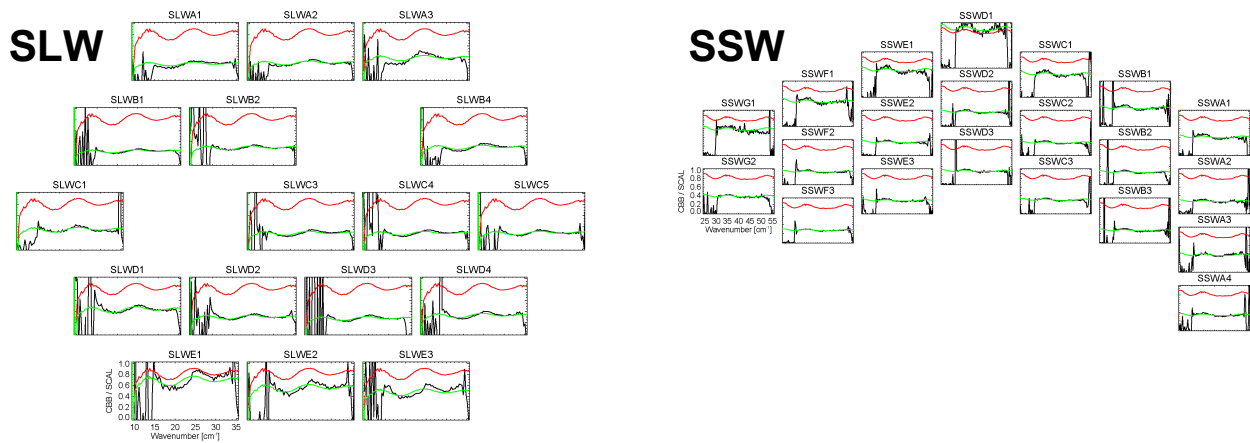 SLW
SLWA1 SLWA2 SLWA3
SLWB1 SLWB2 SLWB4
SLWC1 SLWC3 SLWC4 SLWC5
SLWD1 SLWD2 SLWD3 SLWD4
SLWE1 SLWE2 SLWE3
CBB / SCAL
1.0
0.8
0.6
0.4
0.2
0.0
10 15 20 25 30 35
Wavenumber [cm⁻¹]
SSW
SSWD1
SSWE1 SSWC1
SSWF1 SSWD2 SSWB1
SSWG1 SSWE2 SSWC2 SSWA1
SSWF2 SSWD3 SSWB2
SSWG2 SSWE3 SSWC3 SSWA2
SSWF3 SSWB3
SSWA3
SSWA4
CBB / SCAL
1.0
0.8
0.6
0.4
0.2
0.0
25 30 35 40 45 50 55
Wavenumber [cm⁻¹]